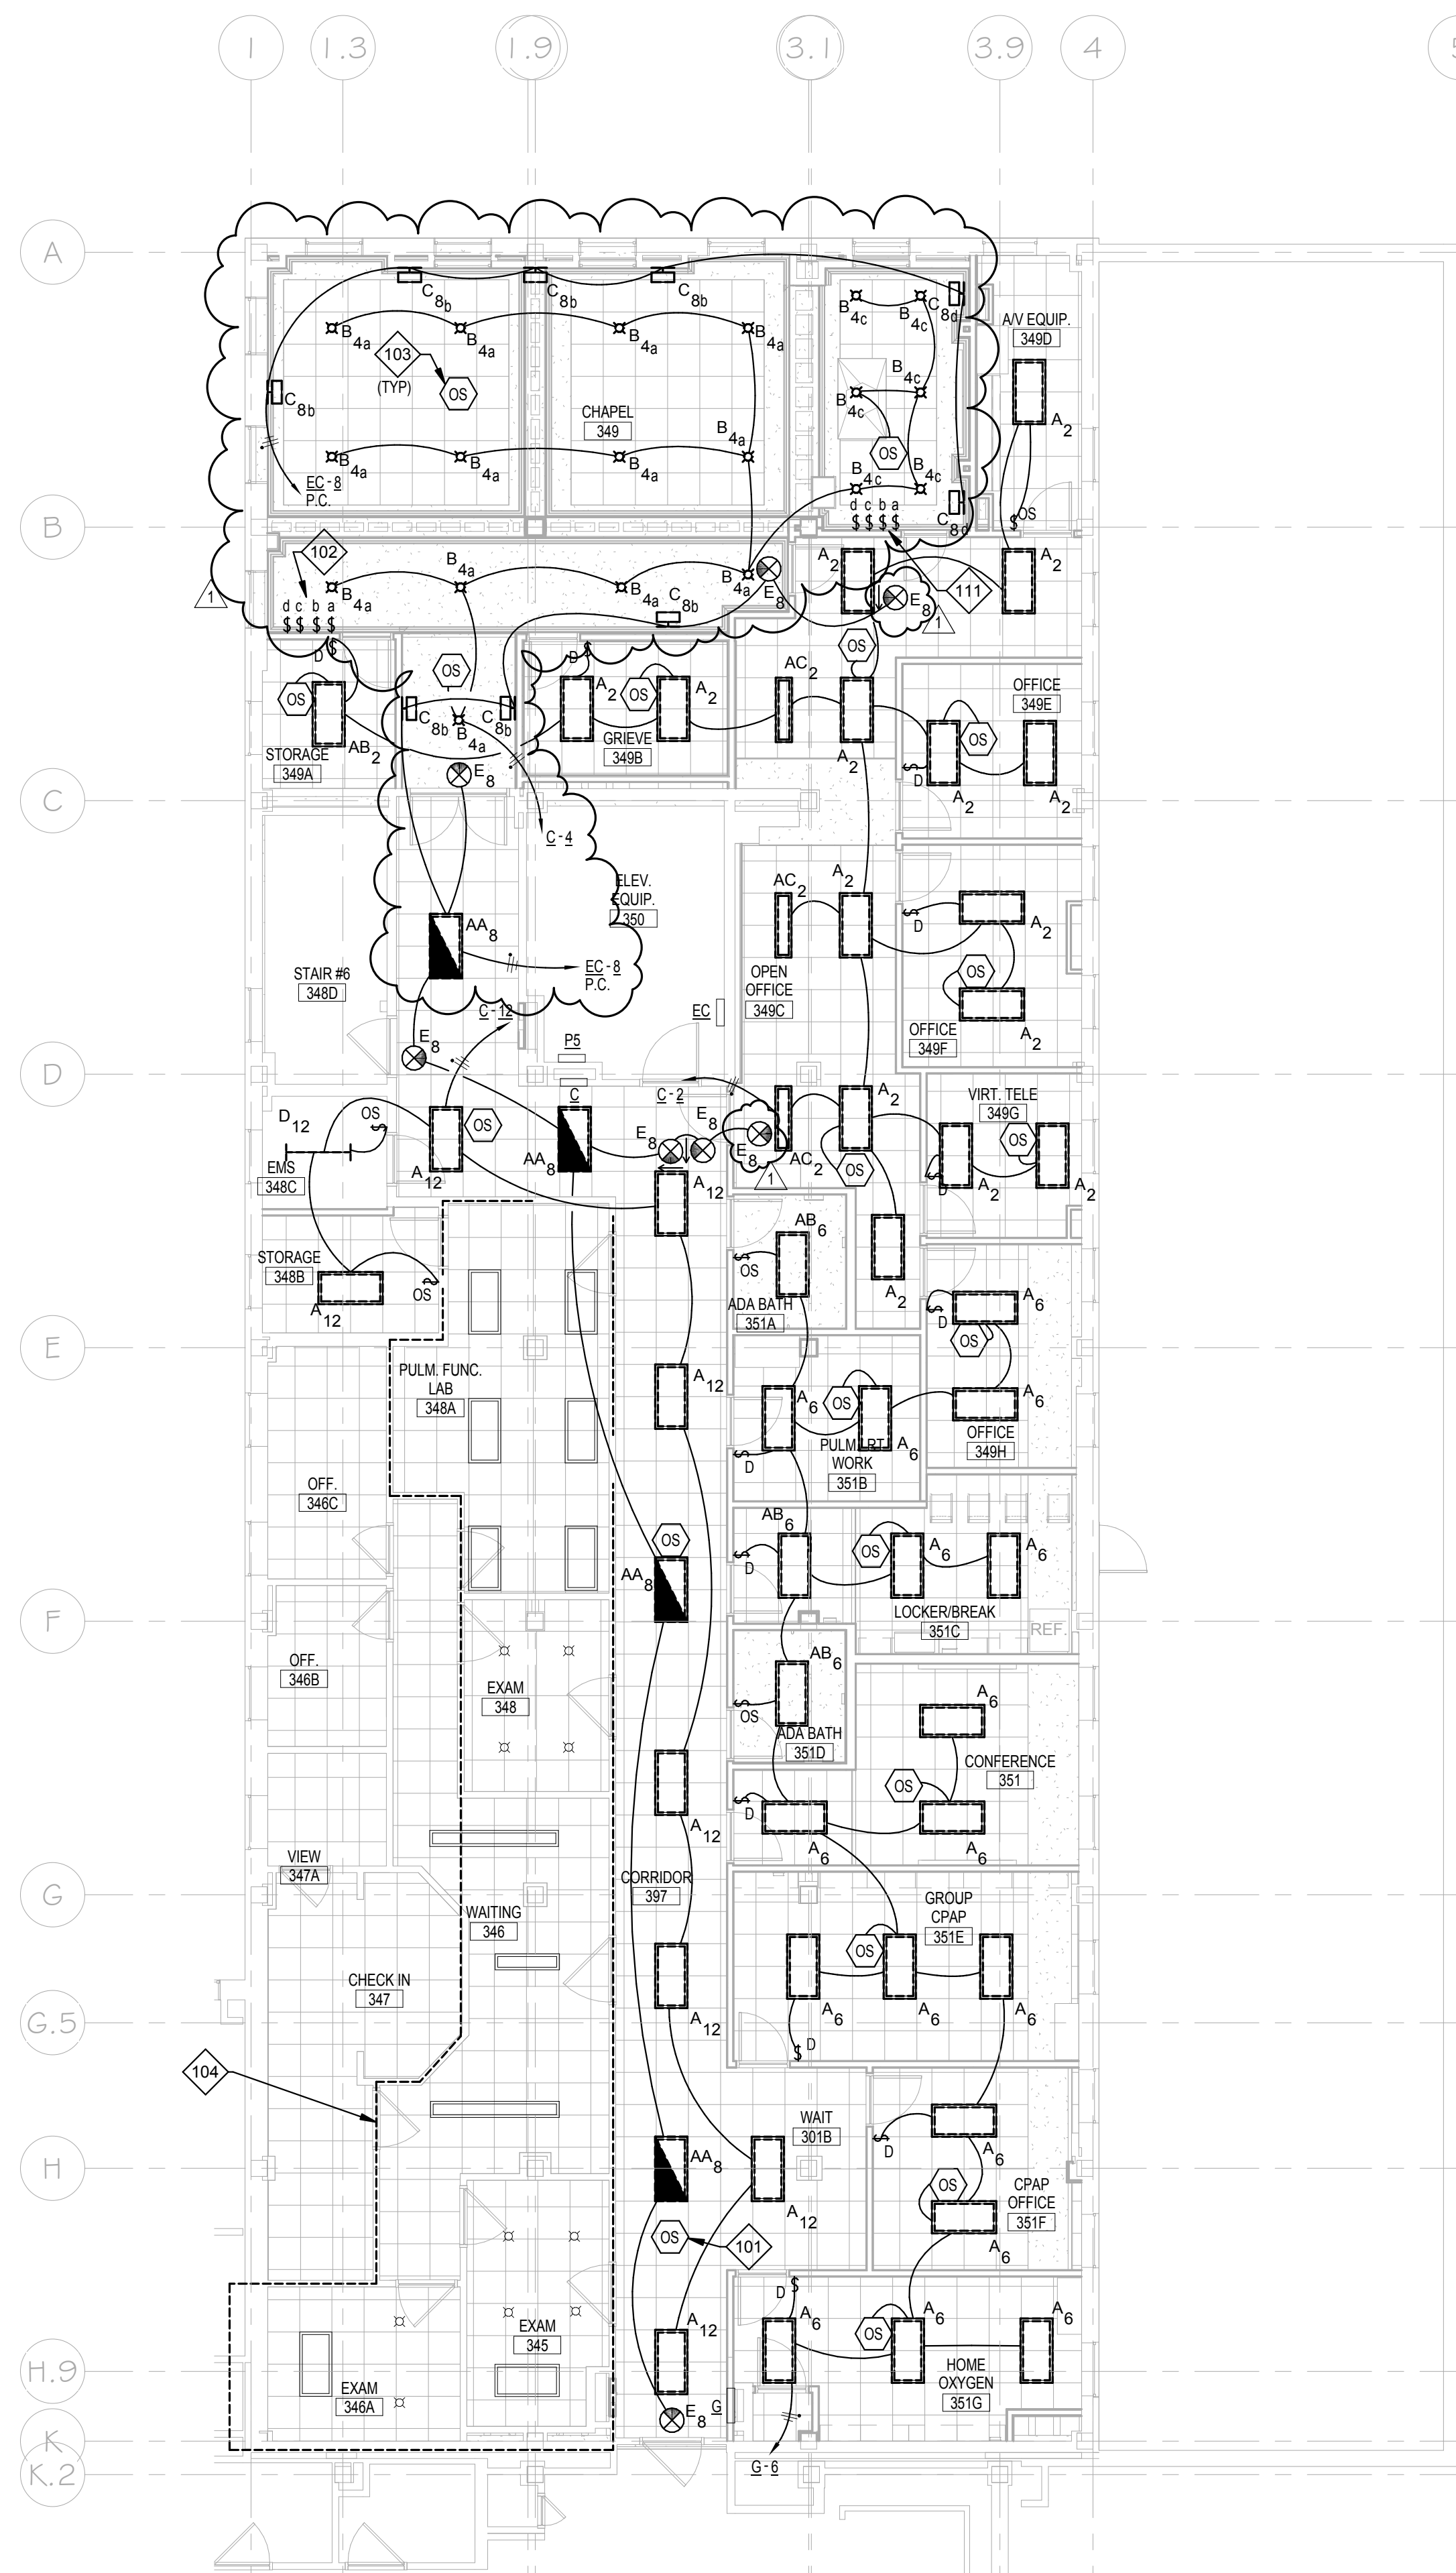 1
1.3
1.9
3.1
3.9
4
5
A
C 8b
C 8b
C 8b
B 4c
B 4c
C 8d
A/V EQUIP.
349D
B 4a
B 4a
B 4a
B 4a
103
(TYP)
OS
C 8b
B 4c
B 4c
A 2
CHAPEL
349
B 4a
B 4a
B 4a
B 4a
OS
B 4c
B 4c
EC-8
P.C.
d c b a
$ $ $ $
C 8d
$ OS
B
102
B 4a
B 4a
B 4a
B 4a
E 8
A 2
A 2
E 8
111
1
1
d c b a
$ $ $ $
C 8b
D $
D $
OS
OS
OS
OS
A 2
A 2
AC 2
A 2
OFFICE
349E
OS
C 8b
B 4a
C 8b
AB 2
STORAGE
349A
GRIEVE
349B
$ D
A 2
A 2
E 8
C
C-4
ELEV.
EQUIP.
350
AC 2
A 2
$ D
A 2
AA 8
STAIR #6
348D
EC-8
P.C.
OPEN
OFFICE
349C
OS
OFFICE
349F
A 2
C-12
EC
E 8
P5
D
C
C-2
A 2
VIRT. TELE
349G
D 12
OS
$
OS
E 8
E 8
E 8
OS
EMS
348C
A 12
AA 8
AC 2
OS
$ D
A 2
A 2
1
A 12
AB 6
STORAGE
348B
$ OS
A 12
OS
ADA BATH
351A
A 2
A 6
$ D
OS
E
PULM. FUNC.
LAB
348A
A 12
A 6
OS
A 6
PULM. RT.
WORK
351B
A 6
$ D
OFFICE
349H
OFF.
346C
AB 6
OS
OS
A 6
A 6
$ D
AA 8
F
LOCKER/BREAK
351C
REF.
OFF.
346B
EXAM
348
AB 6
A 6
$ OS
ADA BATH
351D
CONFERENCE
351
OS
$ D
A 12
A 6
A 6
VIEW
347A
G
CORRIDOR
397
GROUP
CPAP
351E
WAITING
346
OS
CHECK IN
347
A 12
A 6
A 6
A 6
G.5
$ D
104
WAIT
301B
$ D
A 6
H
AA 8
OS
CPAP
OFFICE
351F
A 12
OS
101
A 6
D $
A 12
A 6
A 6
A 6
EXAM
345
OS
H.9
HOME
OXYGEN
351G
EXAM
346A
E 8
G
K
K.2
G-6